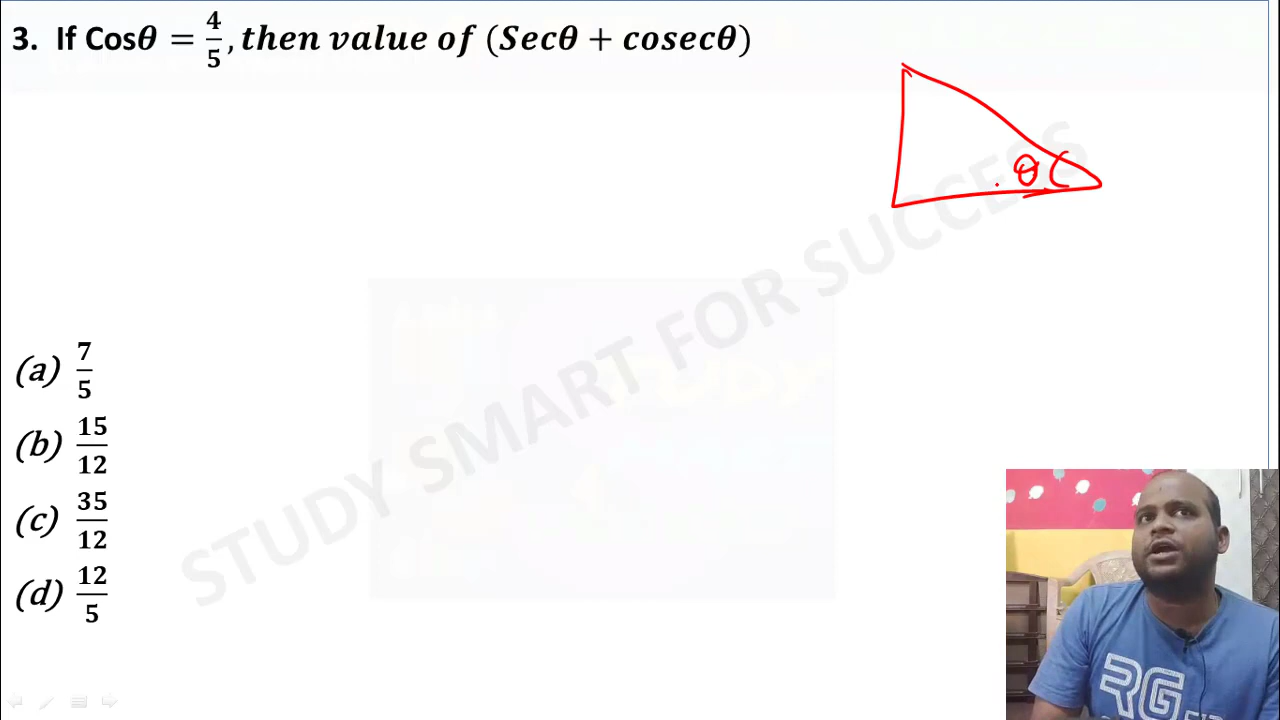 3. If Cosθ = 4/5, then value of (Secθ + cosecθ)
θ
(a) 7/5
(b) 15/12
(c) 35/12
(d) 12/5
STUDY SMART FOR SUCCESS
RG